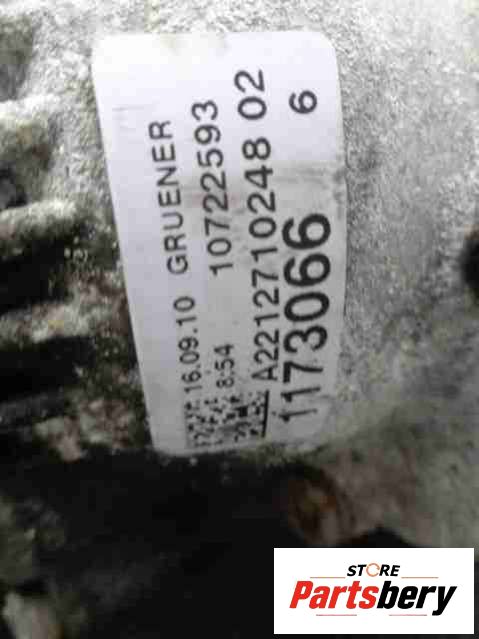 16.09.10 GRUENER
8:54 10722593
A2212710248 02
1173066 6
STORE
Partsbery